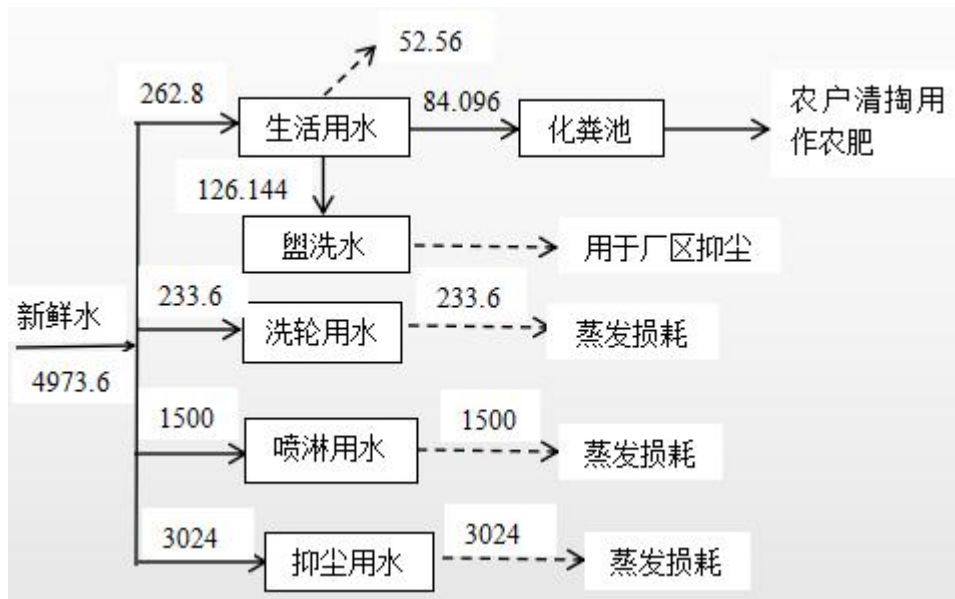 52.56
262.8
生活用水
84.096
化粪池
农户清掏用
作农肥
126.144
盥洗水
用于厂区抑尘
新鲜水
4973.6
233.6
洗轮用水
233.6
蒸发损耗
1500
喷淋用水
1500
蒸发损耗
3024
抑尘用水
3024
蒸发损耗